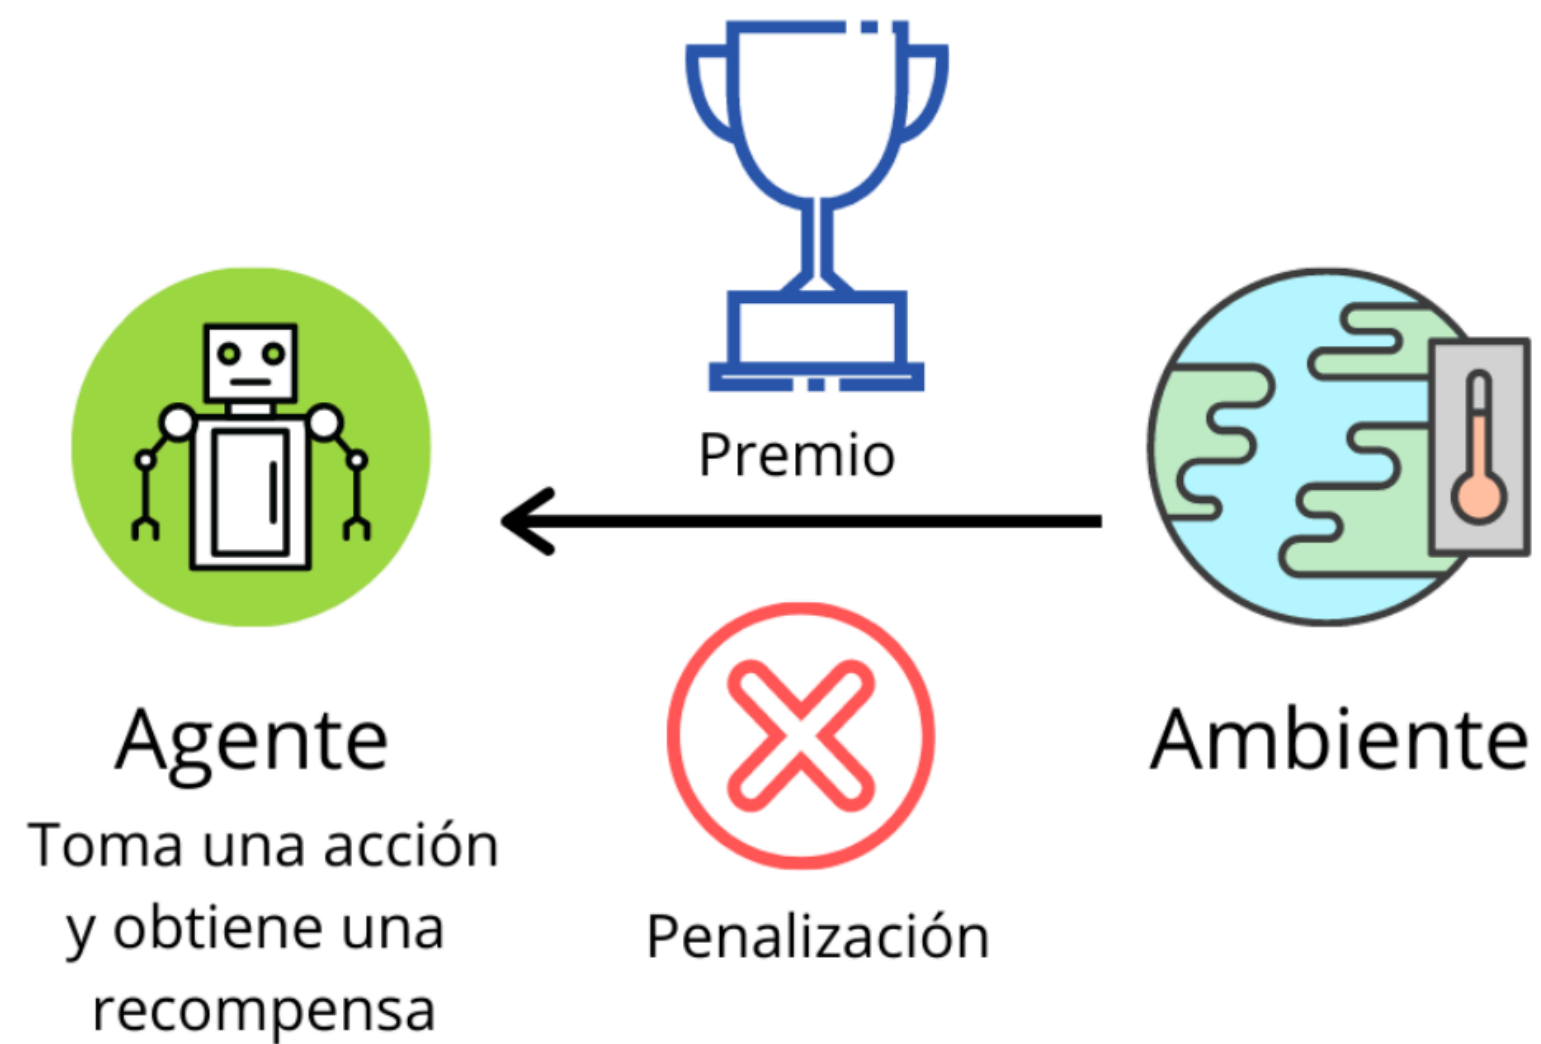 Premio
Agente
Toma una acción
y obtiene una
recompensa
Penalización
Ambiente